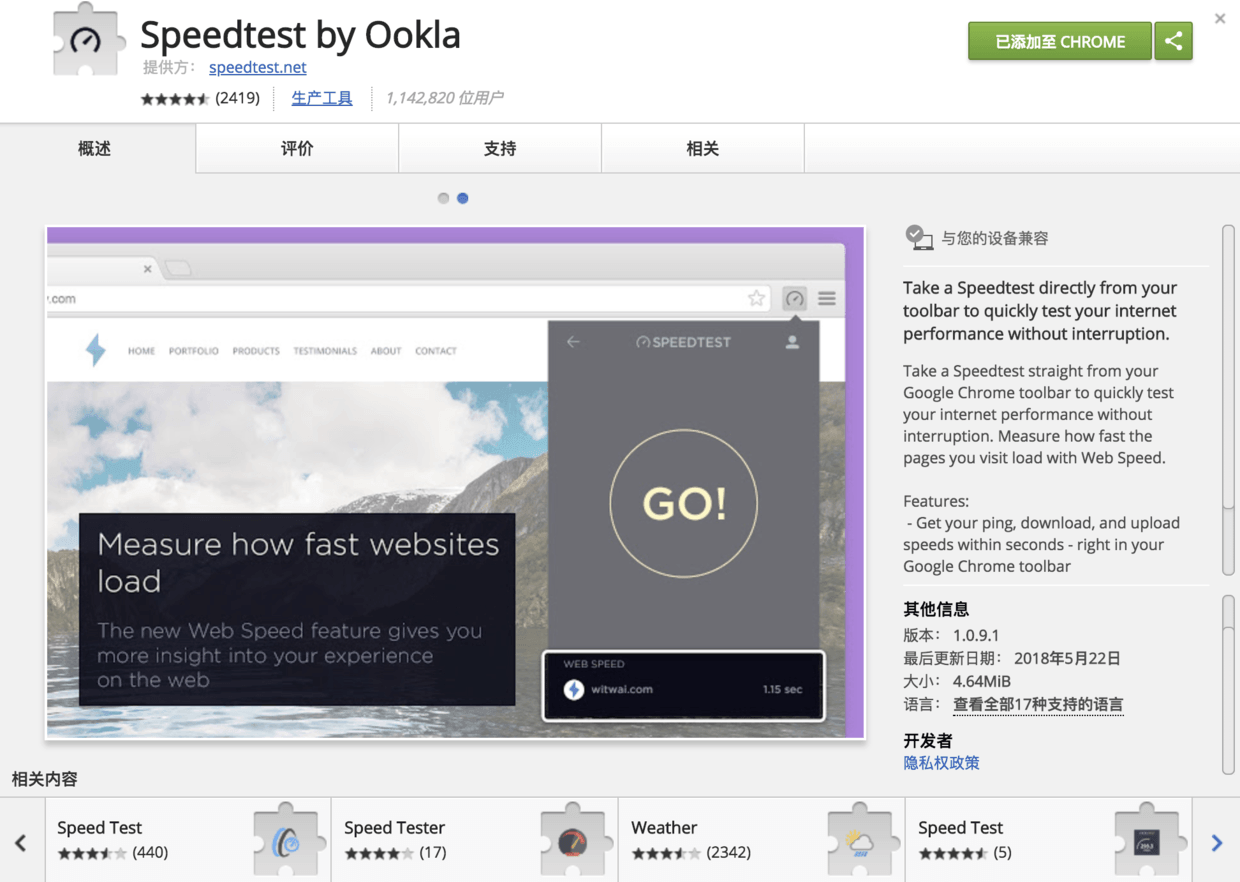 Speedtest by Ookla
提供方： speedtest.net
(2419) 生产工具 1,142,820 位用户
已添加至 CHROME
概述 评价 支持 相关
.com
HOME PORTFOLIO PRODUCTS TESTIMONIALS ABOUT CONTACT
SPEEDTEST
GO!
Measure how fast websites
load
The new Web Speed feature gives you
more insight into your experience
on the web
WEB SPEED
witwai.com 1.15 sec
与您的设备兼容
Take a Speedtest directly from your
toolbar to quickly test your internet
performance without interruption.
Take a Speedtest straight from your
Google Chrome toolbar to quickly test
your internet performance without
interruption. Measure how fast the
pages you visit load with Web Speed.
Features:
- Get your ping, download, and upload
speeds within seconds - right in your
Google Chrome toolbar
其他信息
版本： 1.0.9.1
最后更新日期： 2018年5月22日
大小： 4.64MiB
语言： 查看全部17种支持的语言
开发者
隐私权政策
相关内容
Speed Test
(440)
Speed Tester
(17)
Weather
(2342)
Speed Test
(5)